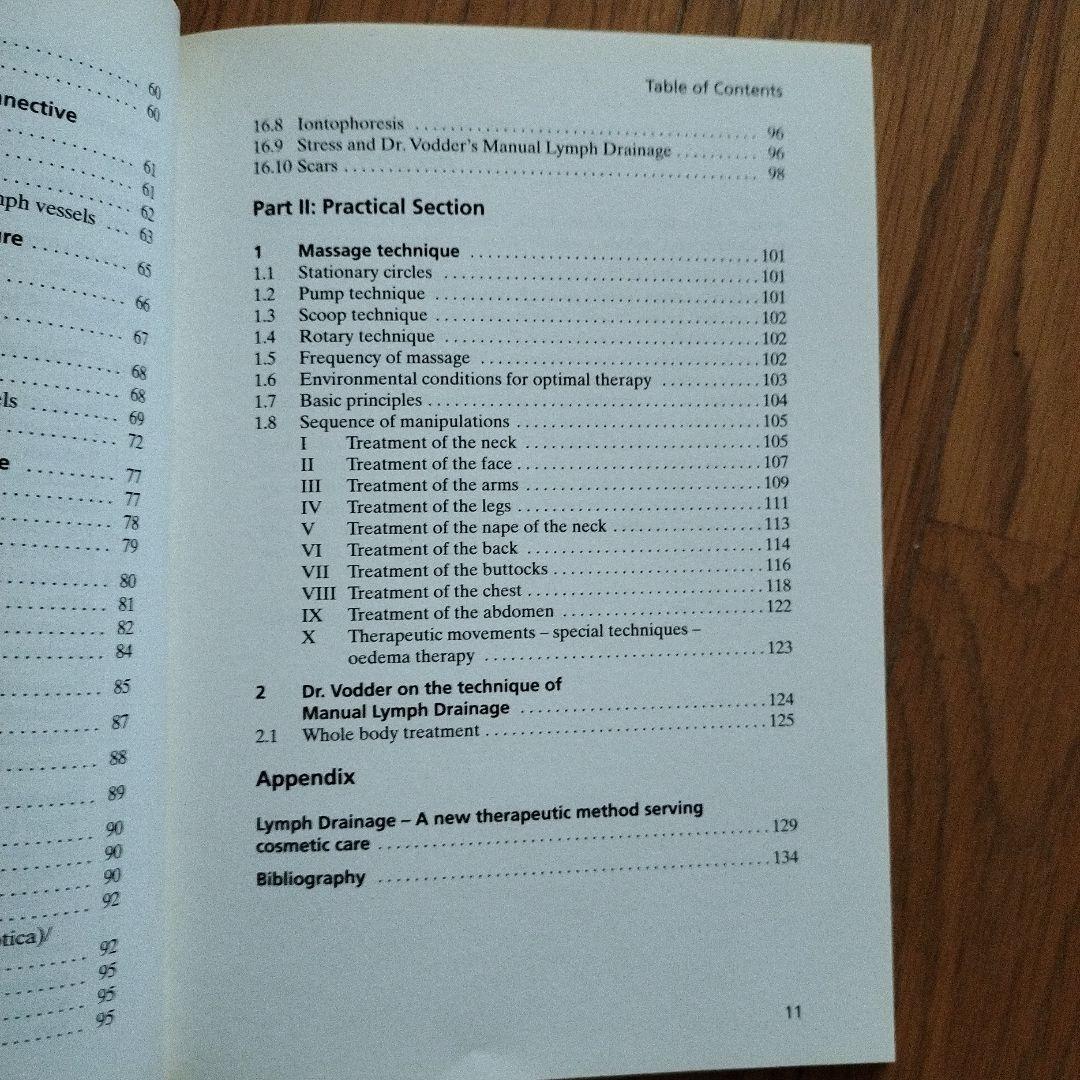 60
60
nnective
61
61
62
mph vessels ... 63
ure ... 65
66
67
68
68
els ... 69
72
e ... 77
77
78
79
80
81
82
84
85
87
88
89
90
90
90
92
otica)/
92
95
95
95
Table of Contents
16.8 Iontophoresis ... 96
16.9 Stress and Dr. Vodder's Manual Lymph Drainage ... 96
16.10 Scars ... 98
Part II: Practical Section
1 Massage technique ... 101
1.1 Stationary circles ... 101
1.2 Pump technique ... 101
1.3 Scoop technique ... 102
1.4 Rotary technique ... 102
1.5 Frequency of massage ... 102
1.6 Environmental conditions for optimal therapy ... 103
1.7 Basic principles ... 104
1.8 Sequence of manipulations ... 105
I Treatment of the neck ... 105
II Treatment of the face ... 107
III Treatment of the arms ... 109
IV Treatment of the legs ... 111
V Treatment of the nape of the neck ... 113
VI Treatment of the back ... 114
VII Treatment of the buttocks ... 116
VIII Treatment of the chest ... 118
IX Treatment of the abdomen ... 122
X Therapeutic movements – special techniques –
oedema therapy ... 123
2 Dr. Vodder on the technique of
Manual Lymph Drainage ... 124
2.1 Whole body treatment ... 125
Appendix
Lymph Drainage – A new therapeutic method serving
cosmetic care ... 129
Bibliography ... 134
11